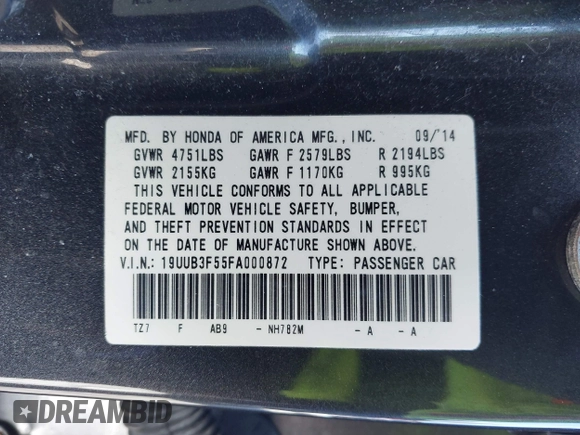 MFD. BY HONDA OF AMERICA MFG., INC. 09/'14
GVWR 4751LBS GAWR F 2579LBS R 2194LBS
GVWR 2155KG GAWR F 1170KG R 995KG
THIS VEHICLE CONFORMS TO ALL APPLICABLE
FEDERAL MOTOR VEHICLE SAFETY, BUMPER,
AND THEFT PREVENTION STANDARDS IN EFFECT
ON THE DATE OF MANUFACTURE SHOWN ABOVE.
V.I.N.: 19UUB3F55FA000872 TYPE: PASSENGER CAR
TZ7 F AB9 - NH782M - A - A
DREAMBID